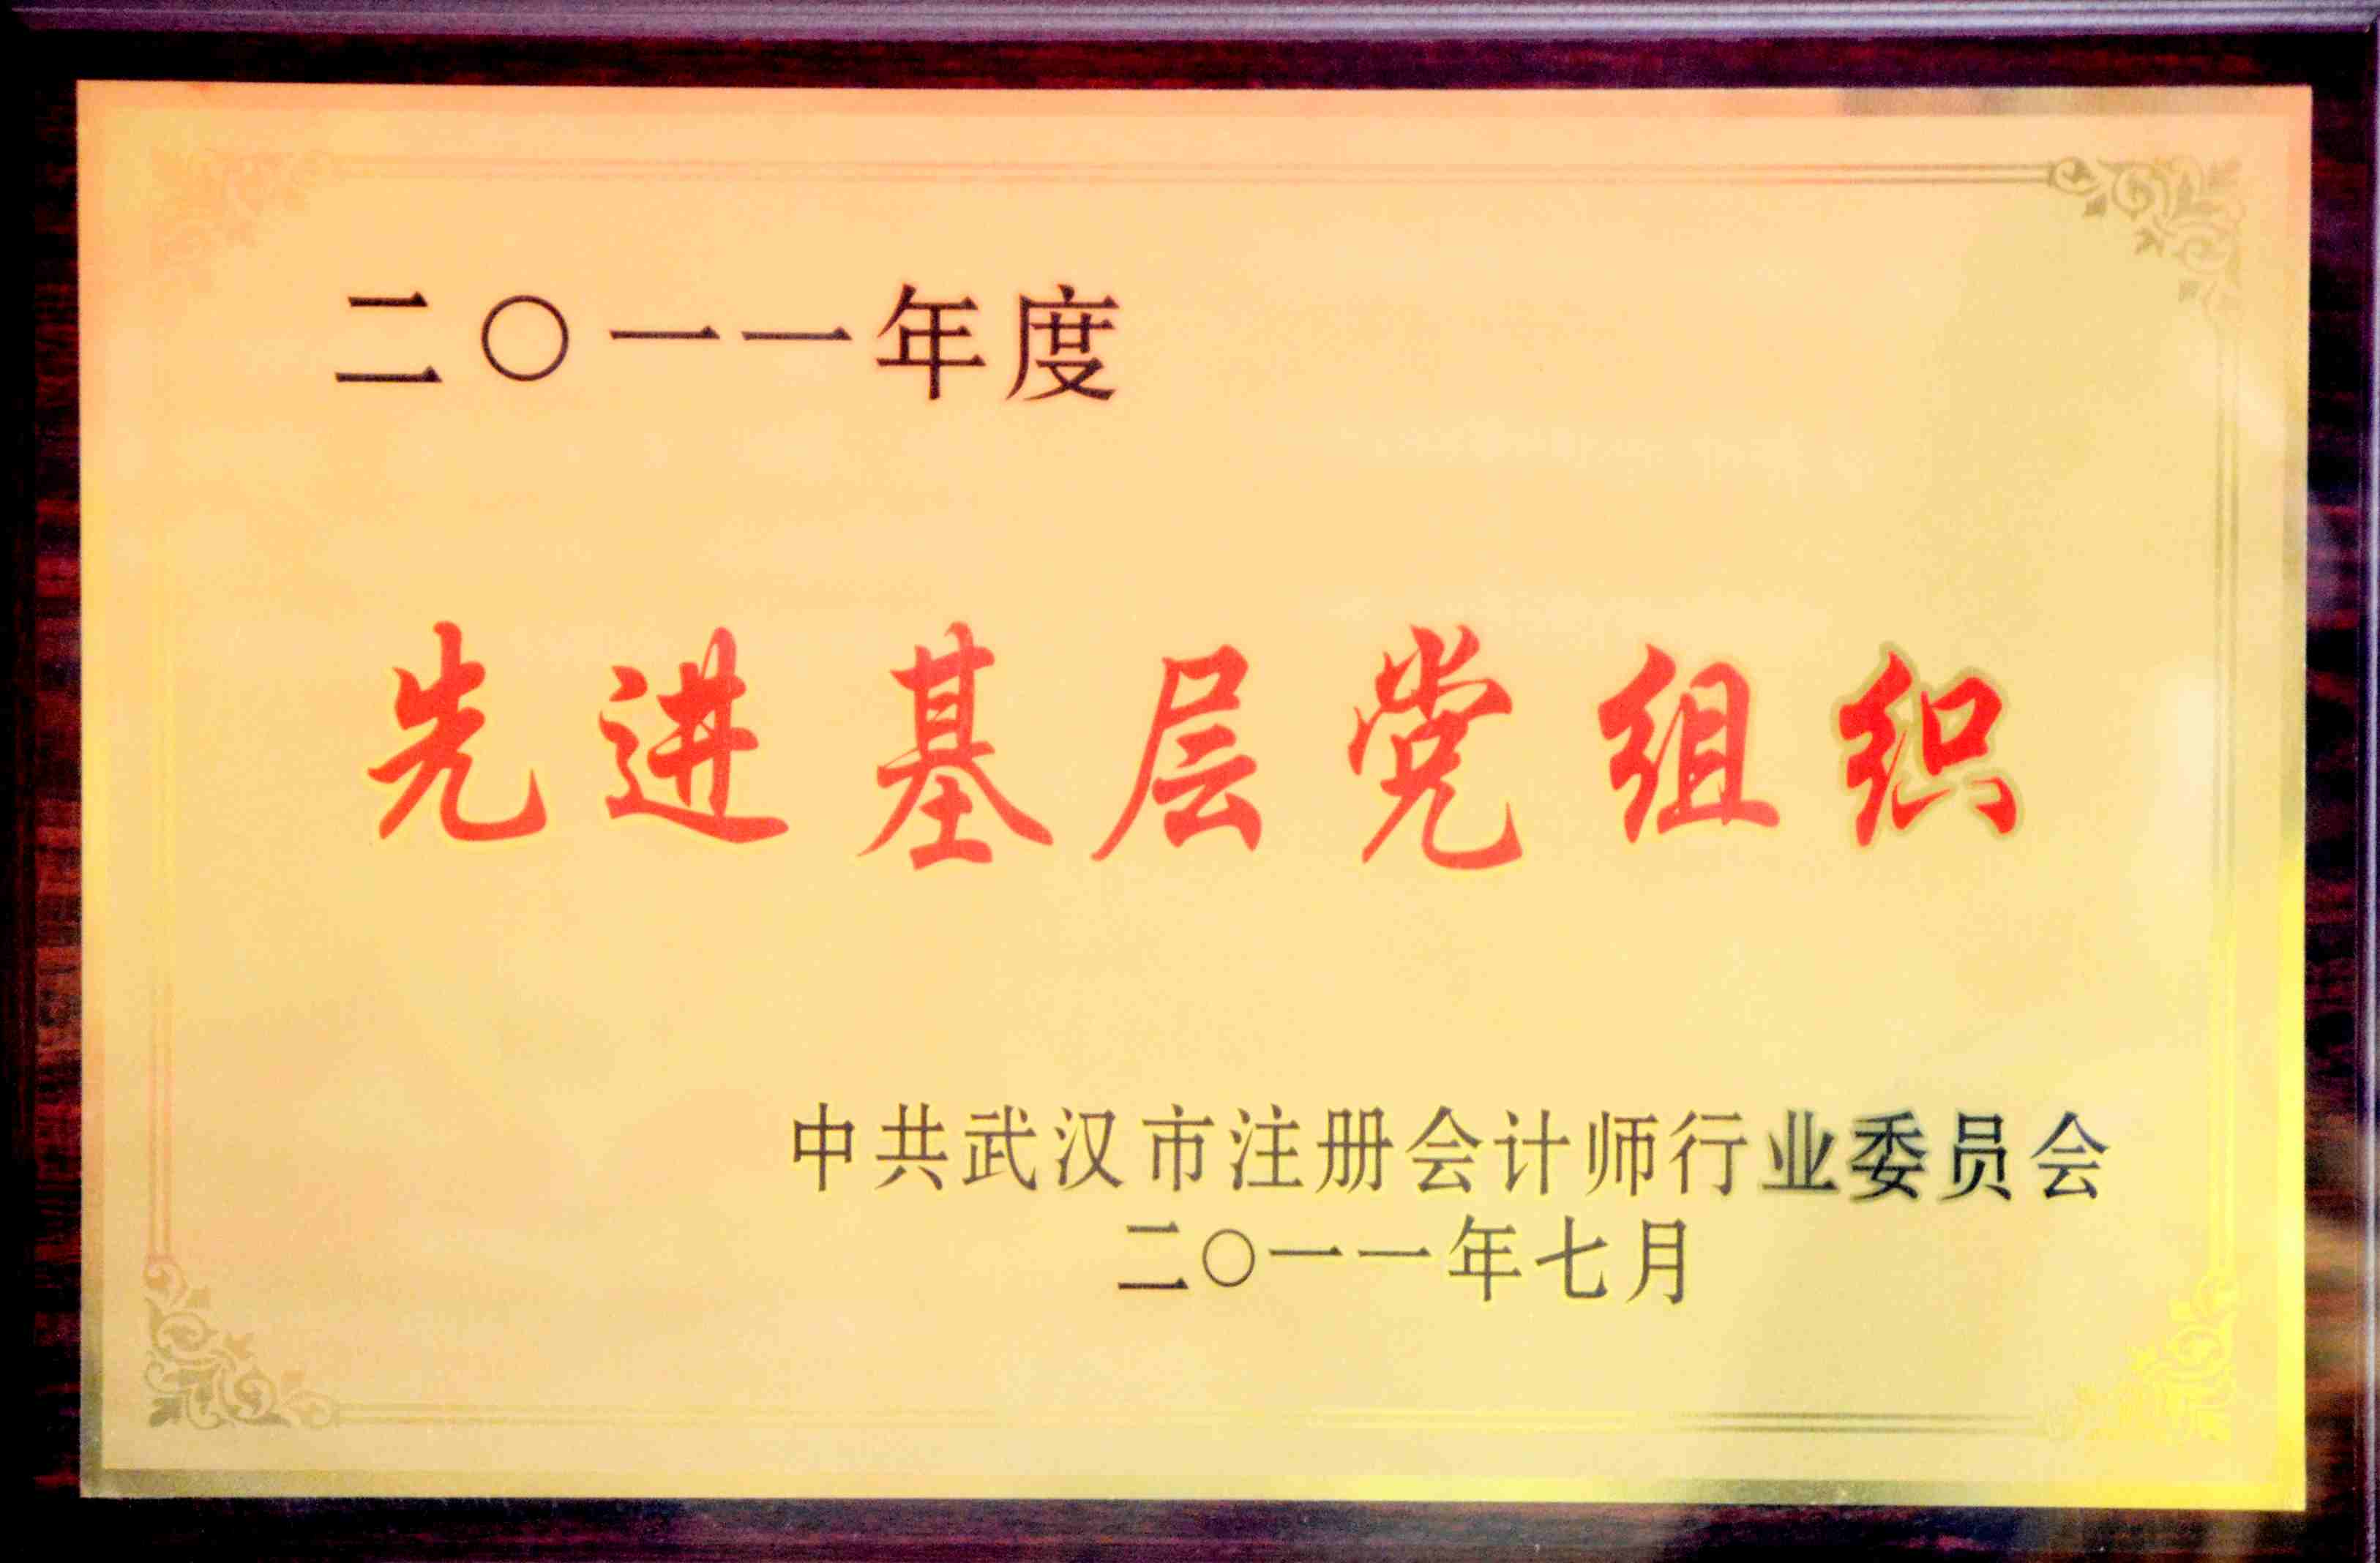 二〇一一年度
先进基层党组织
中共武汉市注册会计师行业委员会
二〇一一年七月